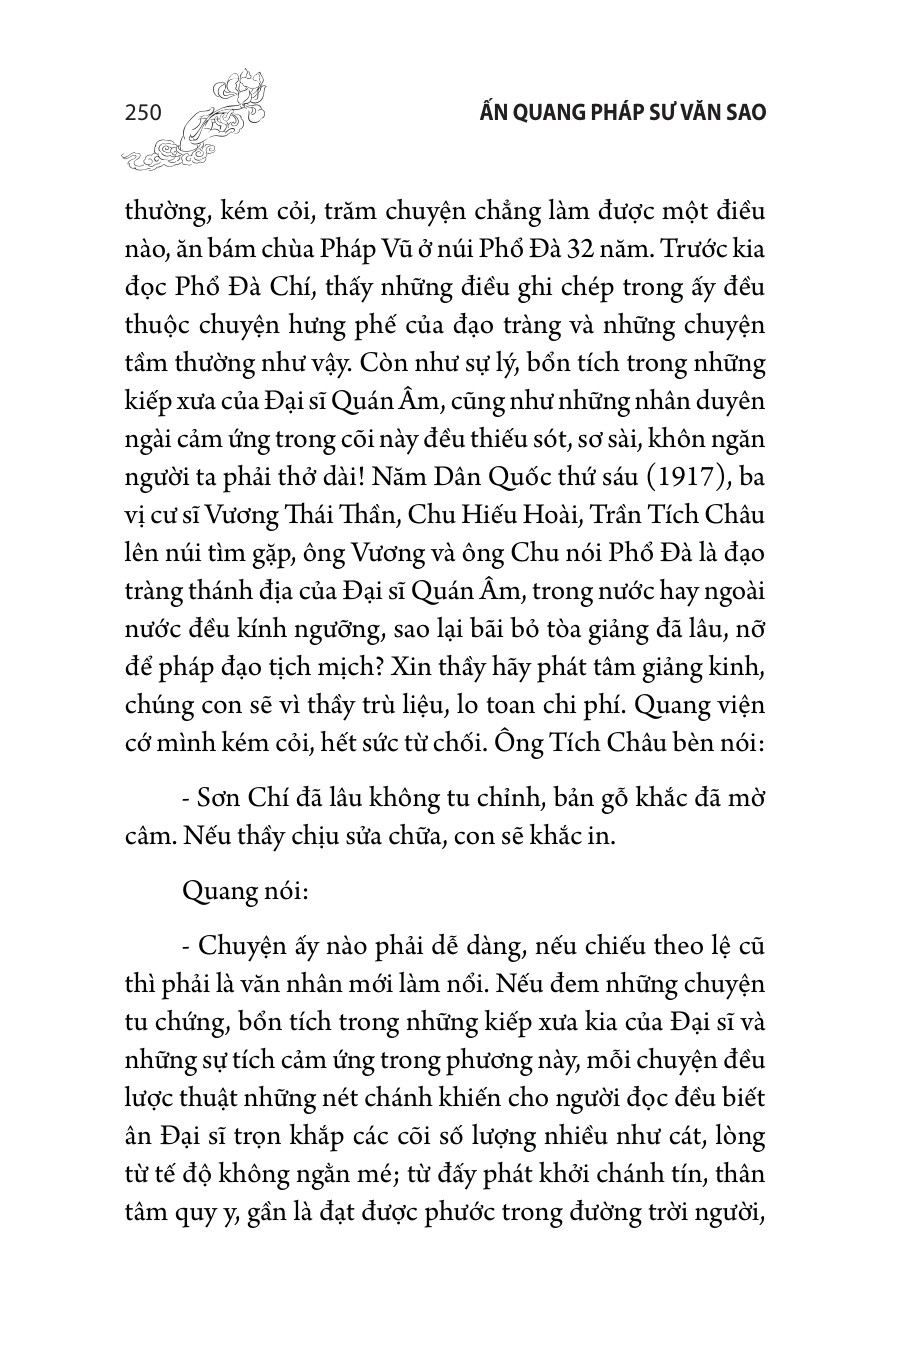 250
ẤN QUANG PHÁP SƯ VĂN SAO
thường, kém cỏi, trăm chuyện chẳng làm được một điều
nào, ăn bám chùa Pháp Vũ ở núi Phổ Đà 32 năm. Trước kia
đọc Phổ Đà Chí, thấy những điều ghi chép trong ấy đều
thuộc chuyện hưng phế của đạo tràng và những chuyện
tầm thường như vậy. Còn như sự lý, bổn tích trong những
kiếp xưa của Đại sĩ Quán Âm, cũng như những nhân duyên
ngài cảm ứng trong cõi này đều thiếu sót, sơ sài, khôn ngăn
người ta phải thở dài! Năm Dân Quốc thứ sáu (1917), ba
vị cư sĩ Vương Thái Thần, Chu Hiếu Hoài, Trần Tích Châu
lên núi tìm gặp, ông Vương và ông Chu nói Phổ Đà là đạo
tràng thánh địa của Đại sĩ Quán Âm, trong nước hay ngoài
nước đều kính ngưỡng, sao lại bãi bỏ tòa giảng đã lâu, nỡ
để pháp đạo tịch mịch? Xin thầy hãy phát tâm giảng kinh,
chúng con sẽ vì thầy trù liệu, lo toan chi phí. Quang viện
cớ mình kém cỏi, hết sức từ chối. Ông Tích Châu bèn nói:
- Sơn Chí đã lâu không tu chỉnh, bản gỗ khắc đã mờ
câm. Nếu thầy chịu sửa chữa, con sẽ khắc in.
Quang nói:
- Chuyện ấy nào phải dễ dàng, nếu chiếu theo lệ cũ
thì phải là văn nhân mới làm nổi. Nếu đem những chuyện
tu chứng, bổn tích trong những kiếp xưa kia của Đại sĩ và
những sự tích cảm ứng trong phương này, mỗi chuyện đều
lược thuật những nét chánh khiến cho người đọc đều biết
ân Đại sĩ trọn khắp các cõi số lượng nhiều như cát, lòng
từ tế độ không ngằn mé; từ đấy phát khởi chánh tín, thân
tâm quy y, gần là đạt được phước trong đường trời người,